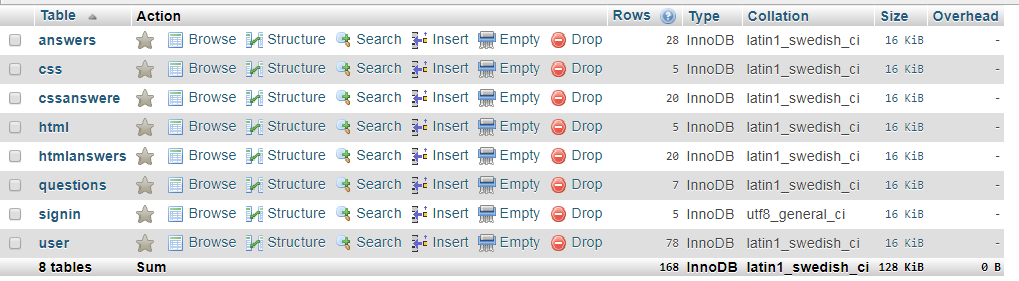 Table Action Rows Type Collation Size Overhead
answers Browse Structure Search Insert Empty Drop 28 InnoDB latin1_swedish_ci 16 KiB -
css Browse Structure Search Insert Empty Drop 5 InnoDB latin1_swedish_ci 16 KiB -
cssanswere Browse Structure Search Insert Empty Drop 20 InnoDB latin1_swedish_ci 16 KiB -
html Browse Structure Search Insert Empty Drop 5 InnoDB latin1_swedish_ci 16 KiB -
htmlanswers Browse Structure Search Insert Empty Drop 20 InnoDB latin1_swedish_ci 16 KiB -
questions Browse Structure Search Insert Empty Drop 7 InnoDB latin1_swedish_ci 16 KiB -
signin Browse Structure Search Insert Empty Drop 5 InnoDB utf8_general_ci 16 KiB -
user Browse Structure Search Insert Empty Drop 78 InnoDB latin1_swedish_ci 16 KiB -
8 tables Sum 168 InnoDB latin1_swedish_ci 128 KiB 0 B